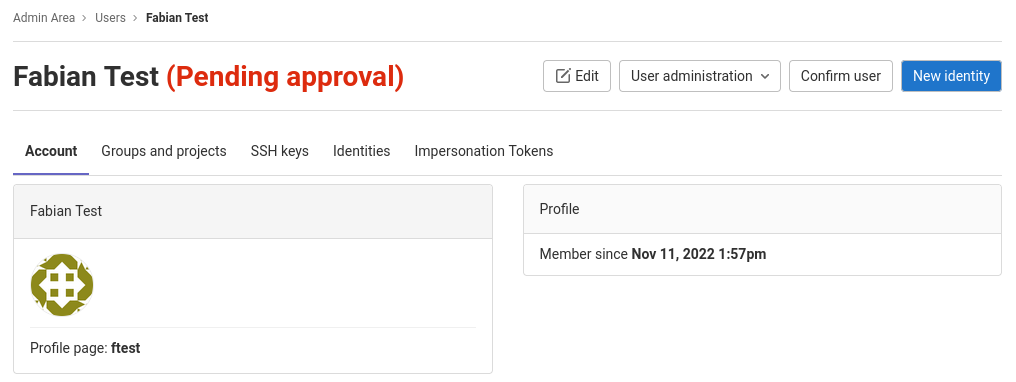 Admin Area > Users > Fabian Test
Fabian Test (Pending approval)
Edit
User administration
Confirm user
New identity
Account
Groups and projects
SSH keys
Identities
Impersonation Tokens
Fabian Test
Profile page: ftest
Profile
Member since Nov 11, 2022 1:57pm